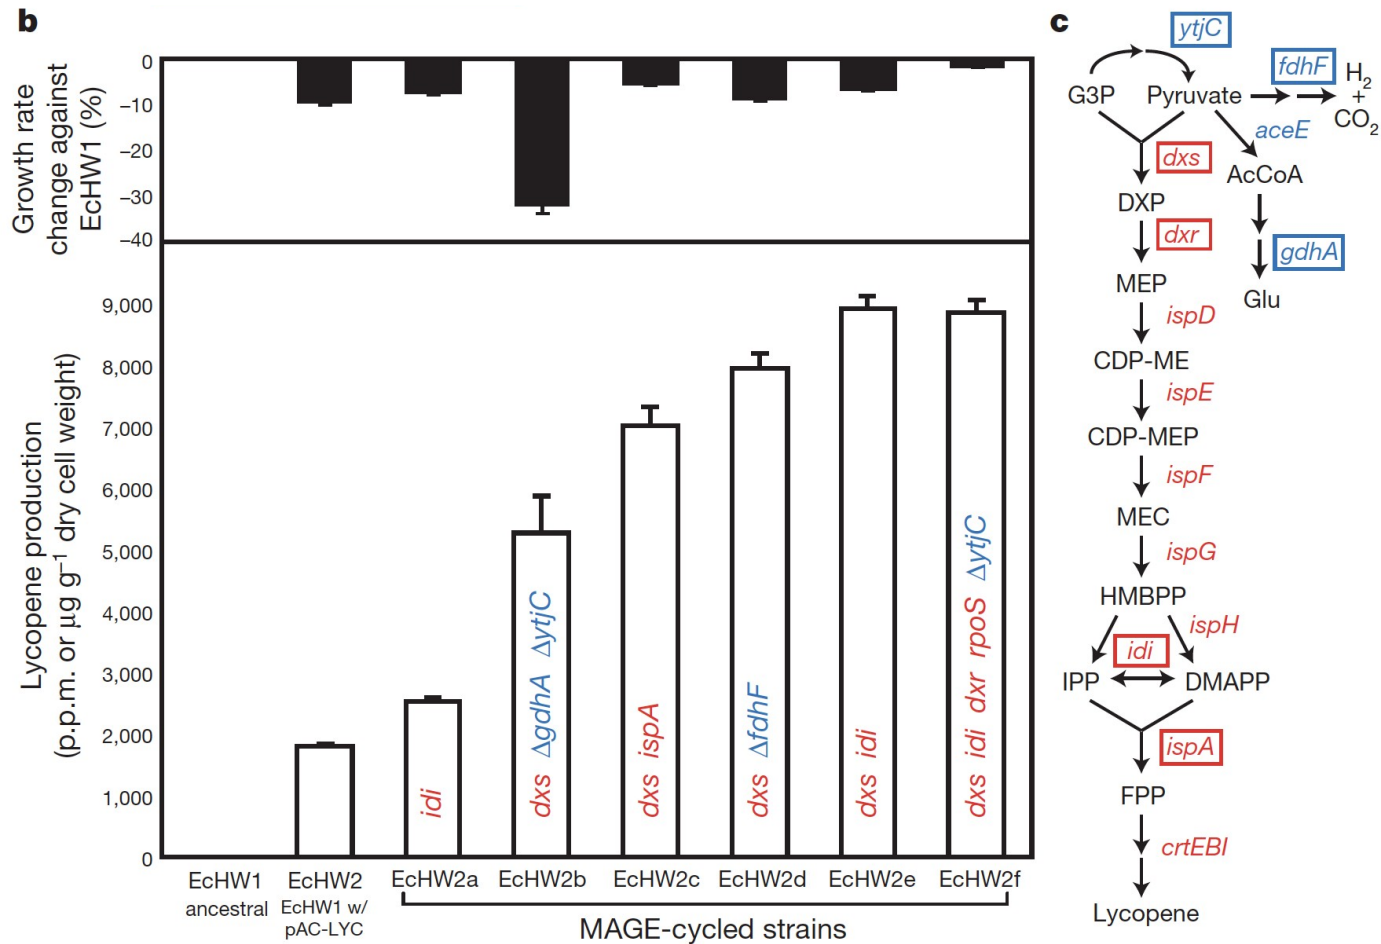 b
Growth rate
change against
EcHW1 (%)
0
–10
–20
–30
–40
Lycopene production
(p.p.m. or µg g⁻¹ dry cell weight)
9,000
8,000
7,000
6,000
5,000
4,000
3,000
2,000
1,000
0
idi
dxs ΔgdhA ΔytjC
dxs ispA
dxs ΔfdhF
dxs idi
dxs idi dxr rpoS ΔytjC
EcHW1
ancestral
EcHW2
EcHW1 w/
pAC-LYC
EcHW2a
EcHW2b
EcHW2c
EcHW2d
EcHW2e
EcHW2f
MAGE-cycled strains
c
ytjC
fdhF
H₂
+
CO₂
G3P
Pyruvate
aceE
dxs
AcCoA
DXP
dxr
gdhA
MEP
Glu
ispD
CDP-ME
ispE
CDP-MEP
ispF
MEC
ispG
HMBPP
ispH
idi
IPP
DMAPP
ispA
FPP
crtEBI
Lycopene